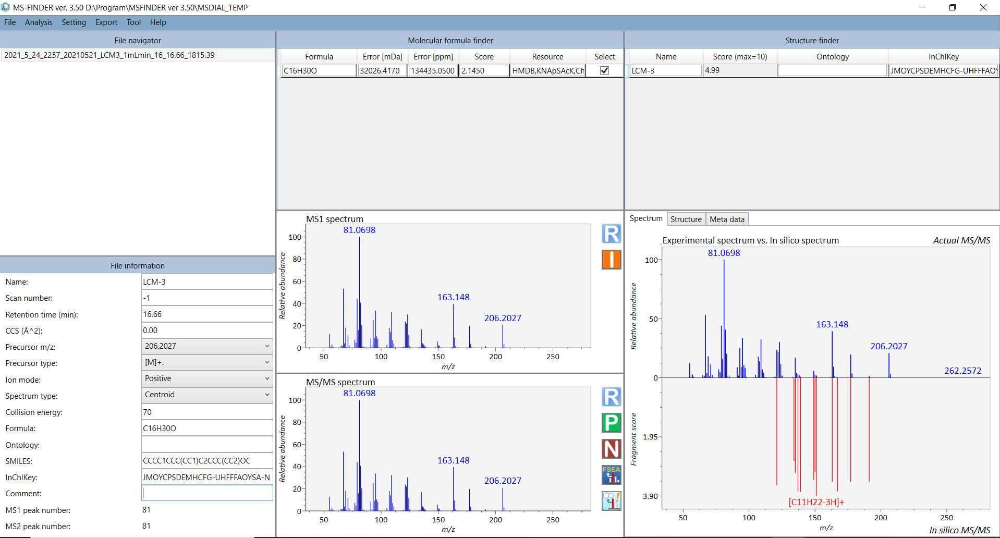 MS-FINDER ver. 3.50 D:\Program\MSFINDER ver 3.50\MSDIAL_TEMP
File Analysis Setting Export Tool Help
File navigator
2021_5_24_2257_20210521_LCM3_1mLmin_16_16.66_1815.39
File information
Name: LCM-3
Scan number: -1
Retention time (min): 16.66
CCS (Å^2): 0.00
Precursor m/z: 206.2027
Precursor type: [M]+.
Ion mode: Positive
Spectrum type: Centroid
Collision energy: 70
Formula: C16H30O
Ontology:
SMILES: CCCC1CCC(CC1)C2CCC(CC2)OC
InChIKey: JMOYCPSDEMHCFG-UHFFFAOYSA-N
Comment:
MS1 peak number: 81
MS2 peak number: 81
Molecular formula finder
Formula Error [mDa] Error [ppm] Score Resource Select
C16H30O 32026.4170 134435.0500 2.1450 HMDB,KNApSAcK,Ch
MS1 spectrum
81.0698
163.148
206.2027
Relative abundance
100
80
60
40
20
0
50 100 150 200 250
m/z
R
I
MS/MS spectrum
81.0698
163.148
206.2027
Relative abundance
100
80
60
40
20
0
50 100 150 200 250
m/z
R
P
N
FSEA
Structure finder
Name Score (max=10) Ontology InChIKey
LCM-3 4.99 JMOYCPSDEMHCFG-UHFFFAOY
Spectrum Structure Meta data
Experimental spectrum vs. In silico spectrum Actual MS/MS
81.0698
163.148
206.2027
262.2572
Relative abundance
100
50
0
Fragment score
1.95
3.90
[C11H22-3H]+
50 100 150 200 250
m/z
In silico MS/MS